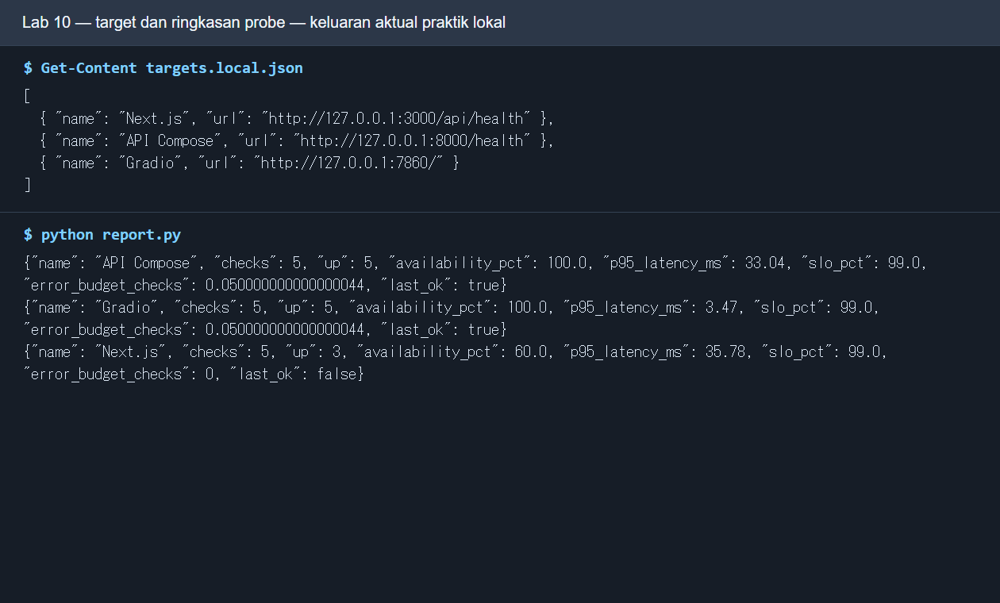 Lab 10 — target dan ringkasan probe — keluaran aktual praktik lokal
$ Get-Content targets.local.json
[
  { "name": "Next.js", "url": "http://127.0.0.1:3000/api/health" },
  { "name": "API Compose", "url": "http://127.0.0.1:8000/health" },
  { "name": "Gradio", "url": "http://127.0.0.1:7860/" }
]
$ python report.py
{"name": "API Compose", "checks": 5, "up": 5, "availability_pct": 100.0, "p95_latency_ms": 33.04, "slo_pct": 99.0,
"error_budget_checks": 0.050000000000000044, "last_ok": true}
{"name": "Gradio", "checks": 5, "up": 5, "availability_pct": 100.0, "p95_latency_ms": 3.47, "slo_pct": 99.0,
"error_budget_checks": 0.050000000000000044, "last_ok": true}
{"name": "Next.js", "checks": 5, "up": 3, "availability_pct": 60.0, "p95_latency_ms": 35.78, "slo_pct": 99.0,
"error_budget_checks": 0, "last_ok": false}